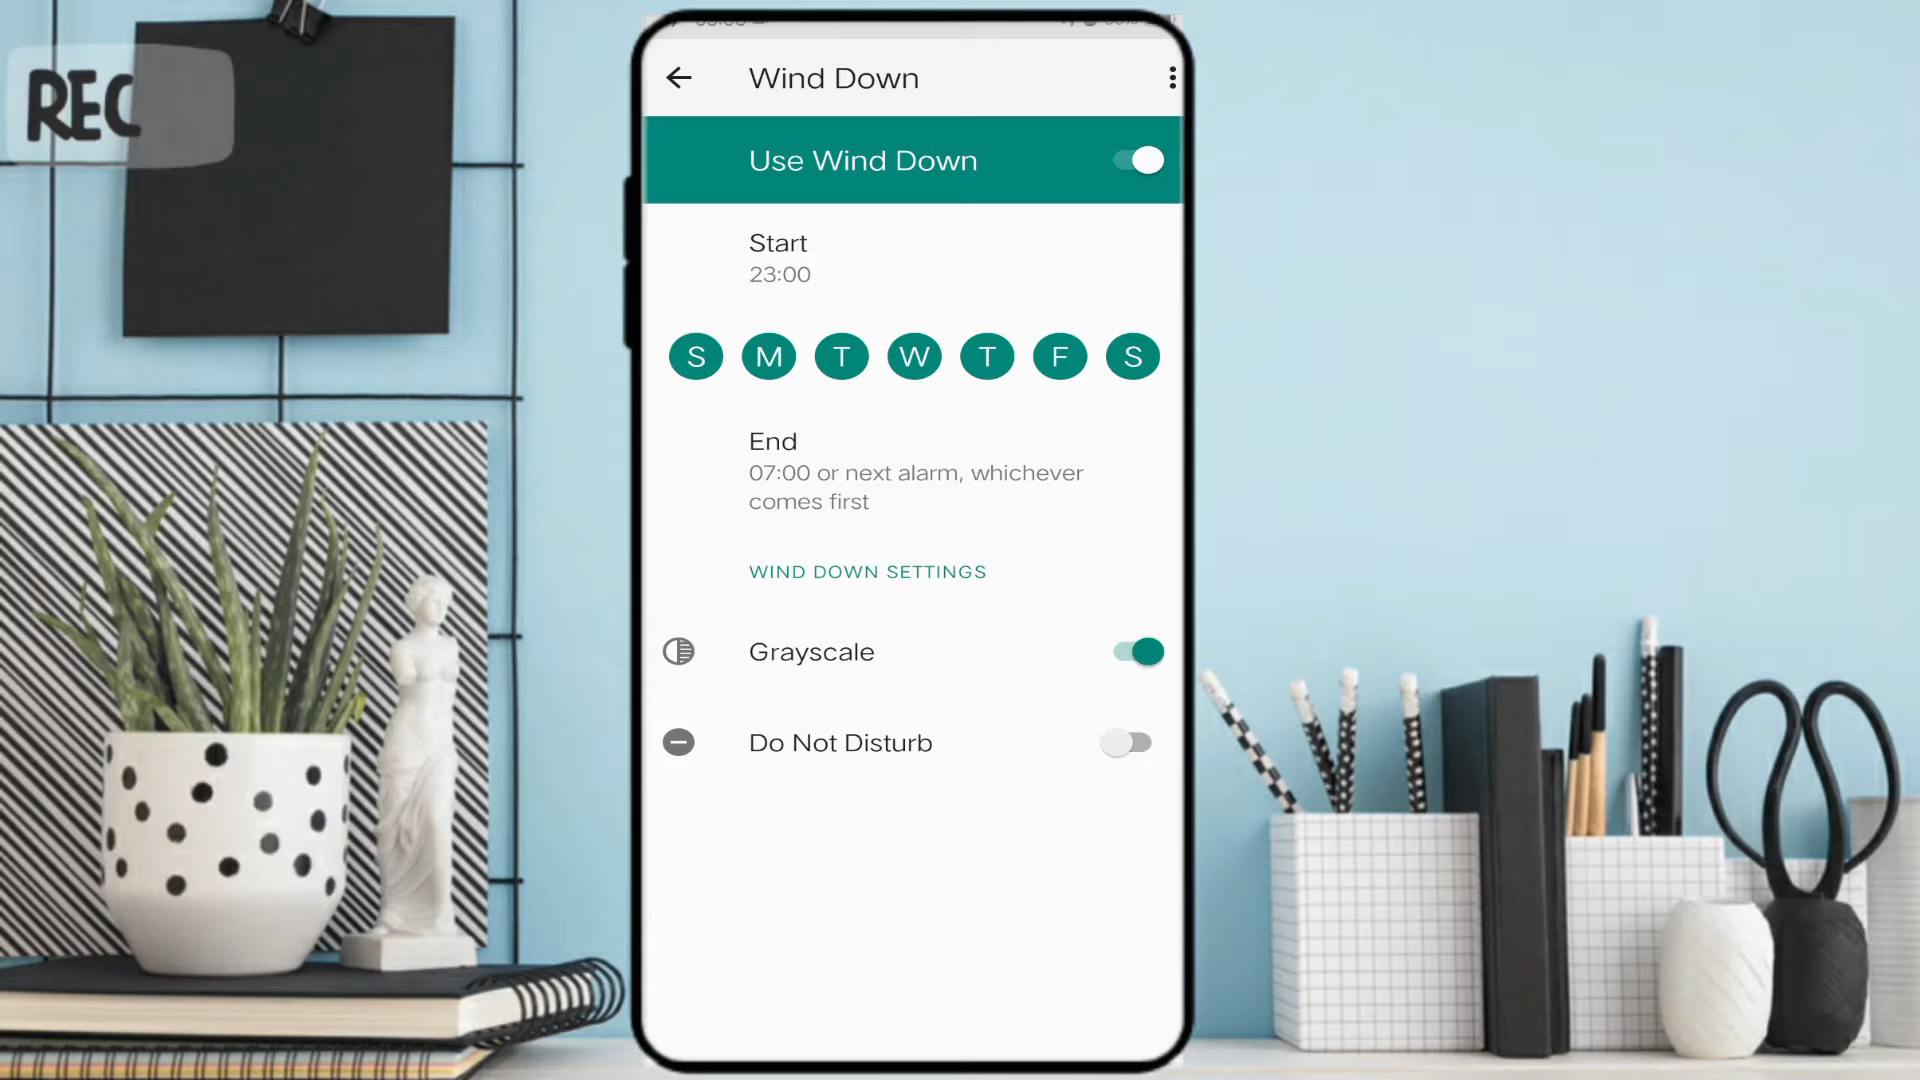 REC
Wind Down
Use Wind Down
Start
23:00
S M T W T F S
End
07:00 or next alarm, whichever
comes first
WIND DOWN SETTINGS
Grayscale
Do Not Disturb